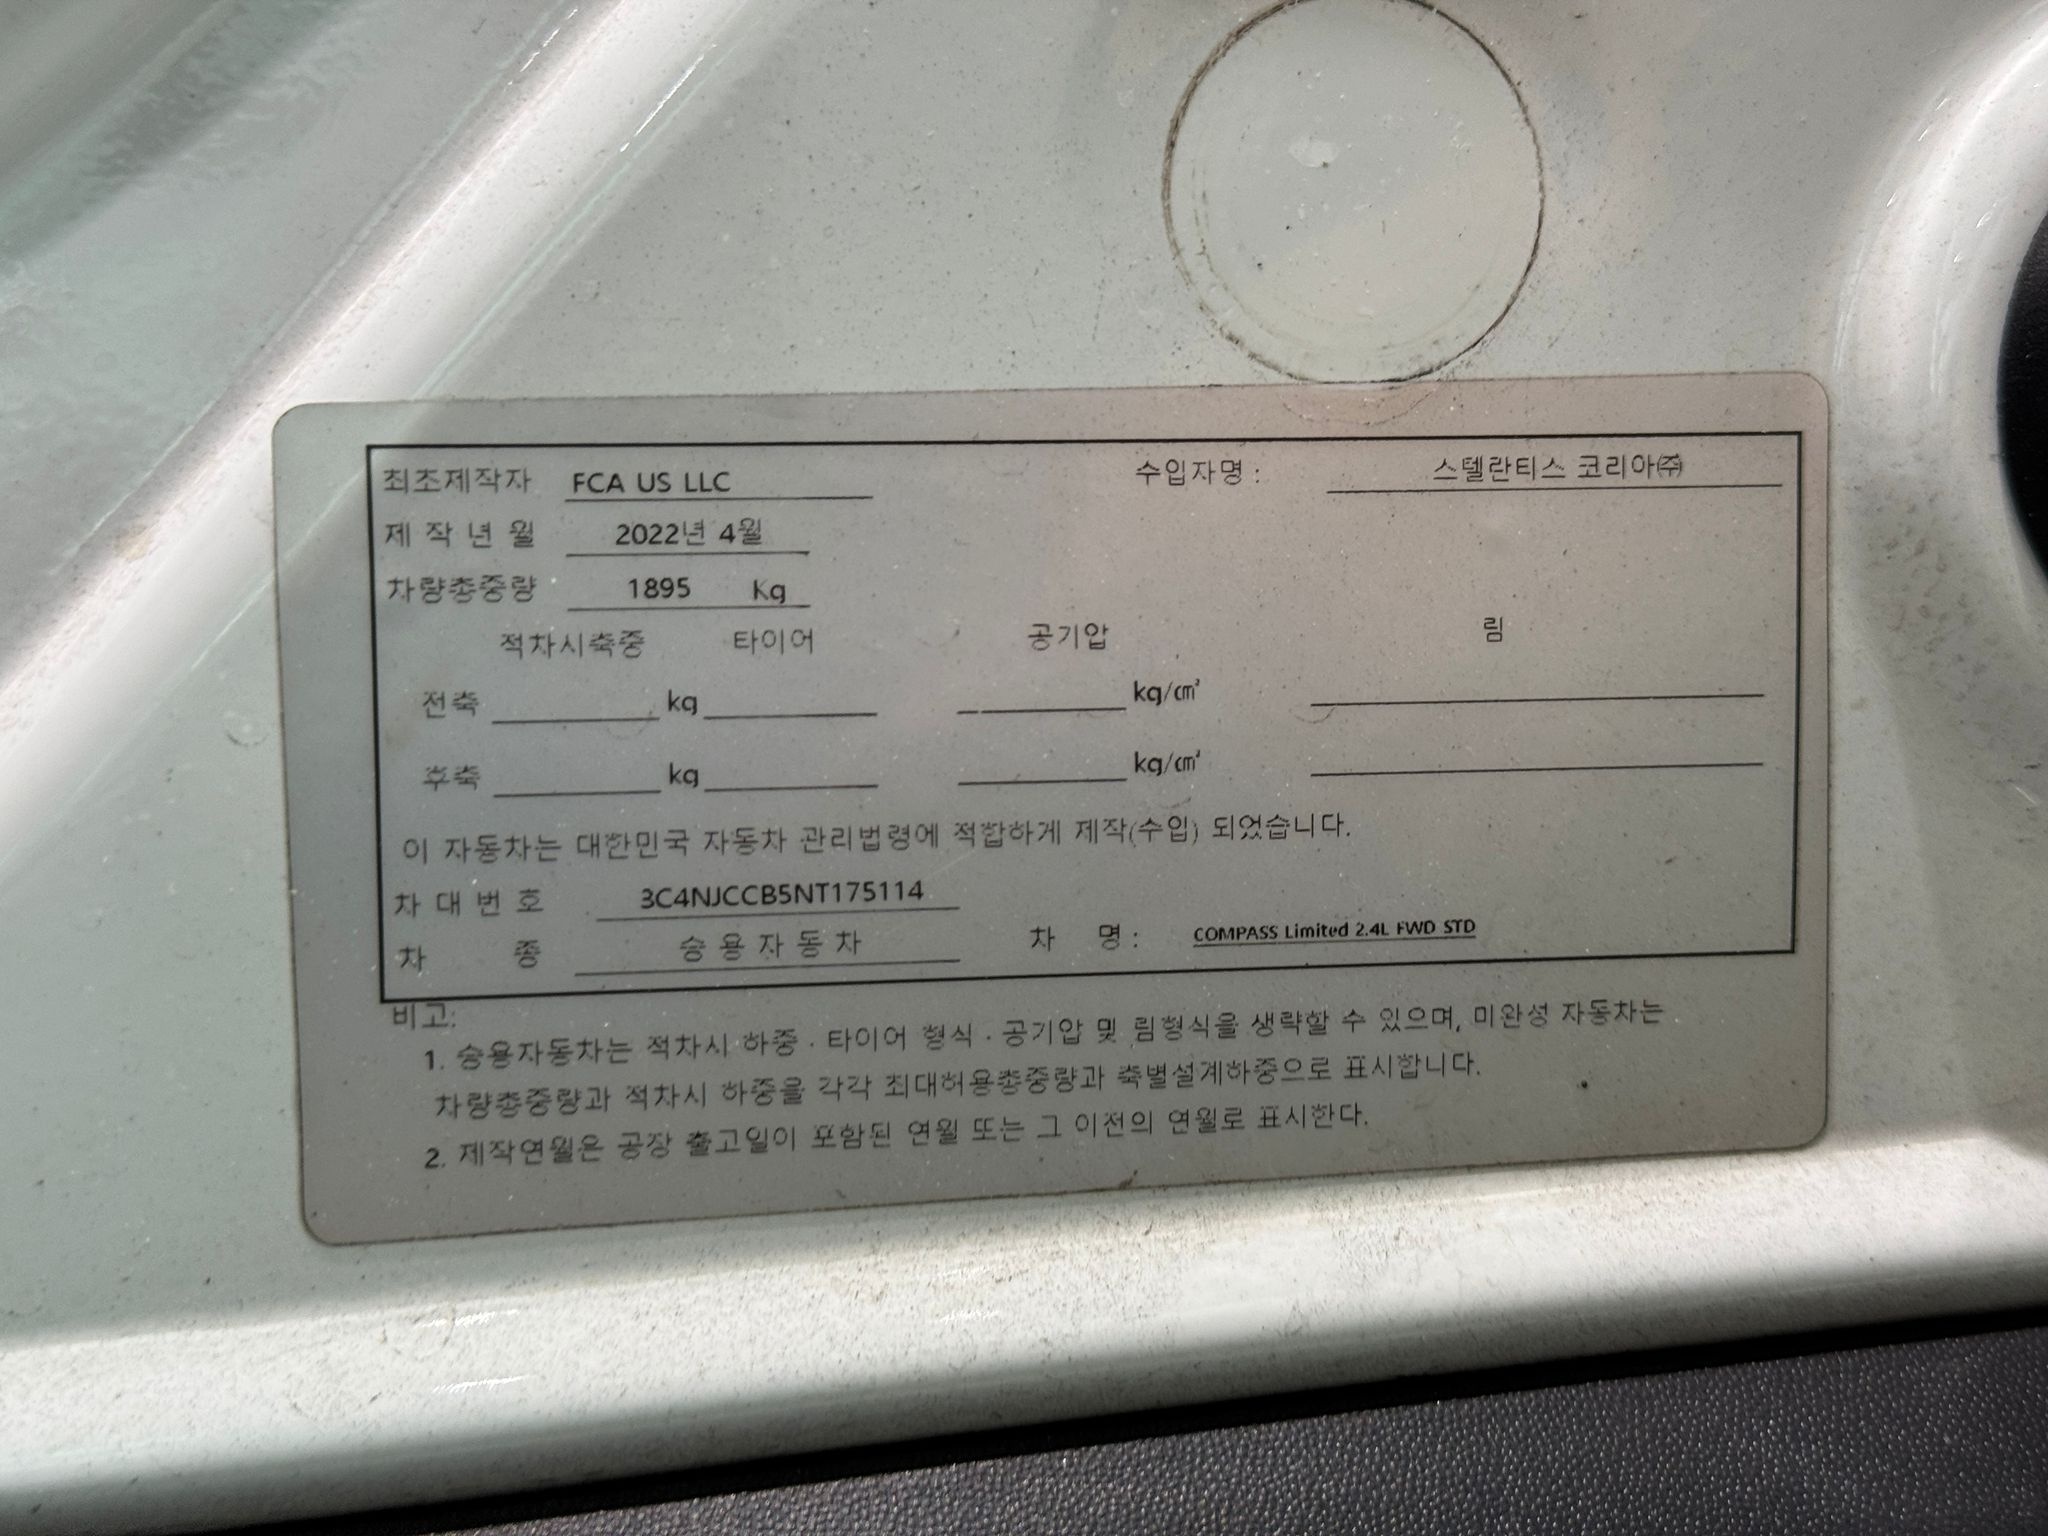 최초제작자 FCA US LLC 수입자명 : 스텔란티스 코리아㈜
제 작 년 월 2022년 4월
차량총중량 1895 Kg
적차시축중 타이어 공기압 림
전축 kg kg/㎠
후축 kg kg/㎠
이 자동차는 대한민국 자동차 관리법령에 적합하게 제작(수입) 되었습니다.
차 대 번 호 3C4NJCCB5NT175114
차 종 승 용 자 동 차 차 명 : COMPASS Limited 2.4L FWD STD
비고:
1. 승용자동차는 적차시 하중 · 타이어 형식 · 공기압 및 림형식을 생략할 수 있으며, 미완성 자동차는
차량총중량과 적차시 하중을 각각 최대허용총중량과 축별설계하중으로 표시합니다.
2. 제작연월은 공장 출고일이 포함된 연월 또는 그 이전의 연월로 표시한다.